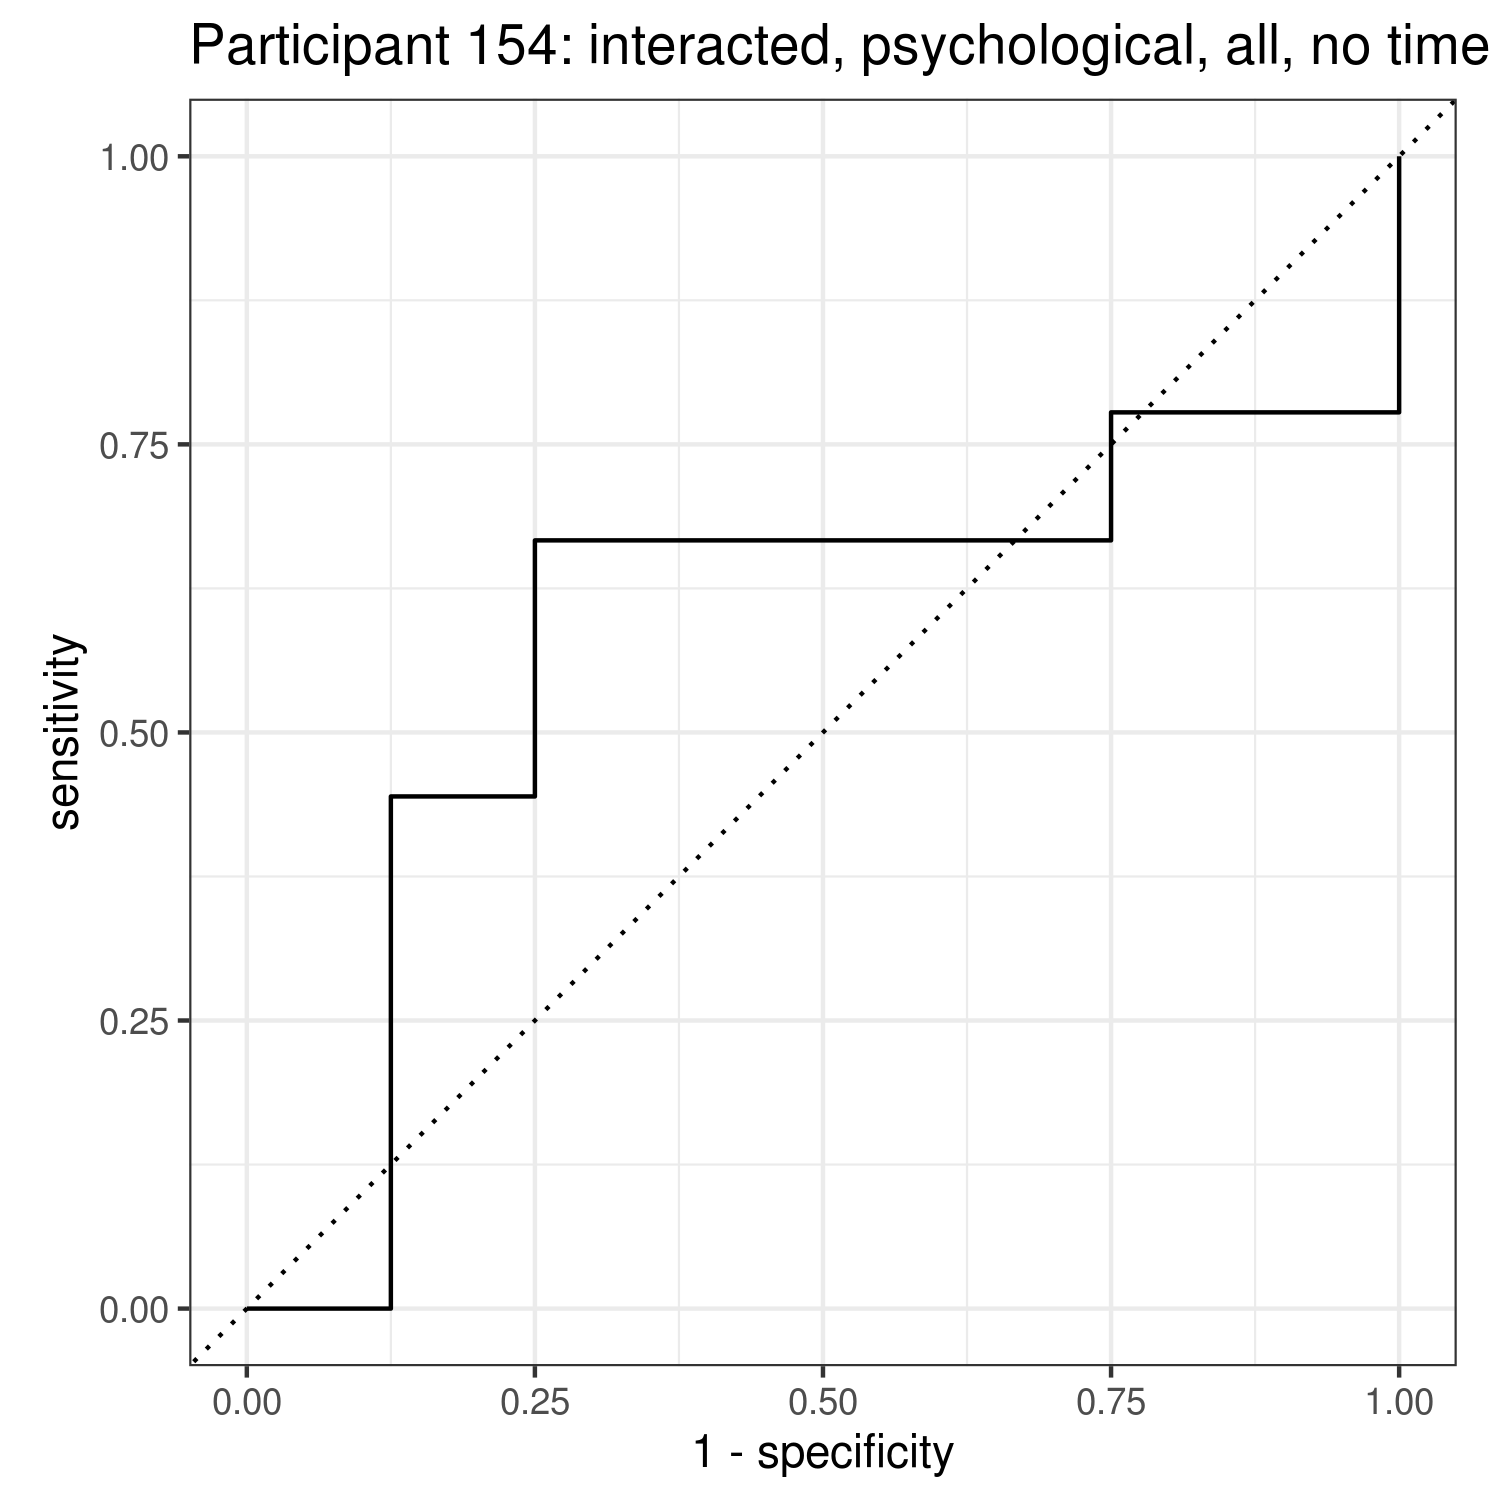 Participant 154: interacted, psychological, all, no time
1.00
0.75
0.50
0.25
0.00
sensitivity
0.00 0.25 0.50 0.75 1.00
1 - specificity